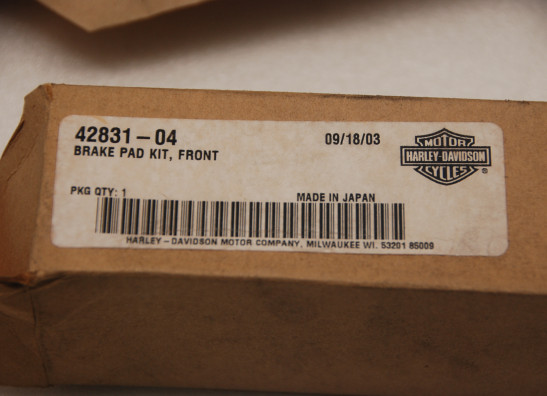 42831-04
09/18/03
BRAKE PAD KIT, FRONT
MOTOR
HARLEY-DAVIDSON
CYCLES
®
PKG QTY: 1
MADE IN JAPAN
HARLEY-DAVIDSON MOTOR COMPANY, MILWAUKEE WI. 53201 85009